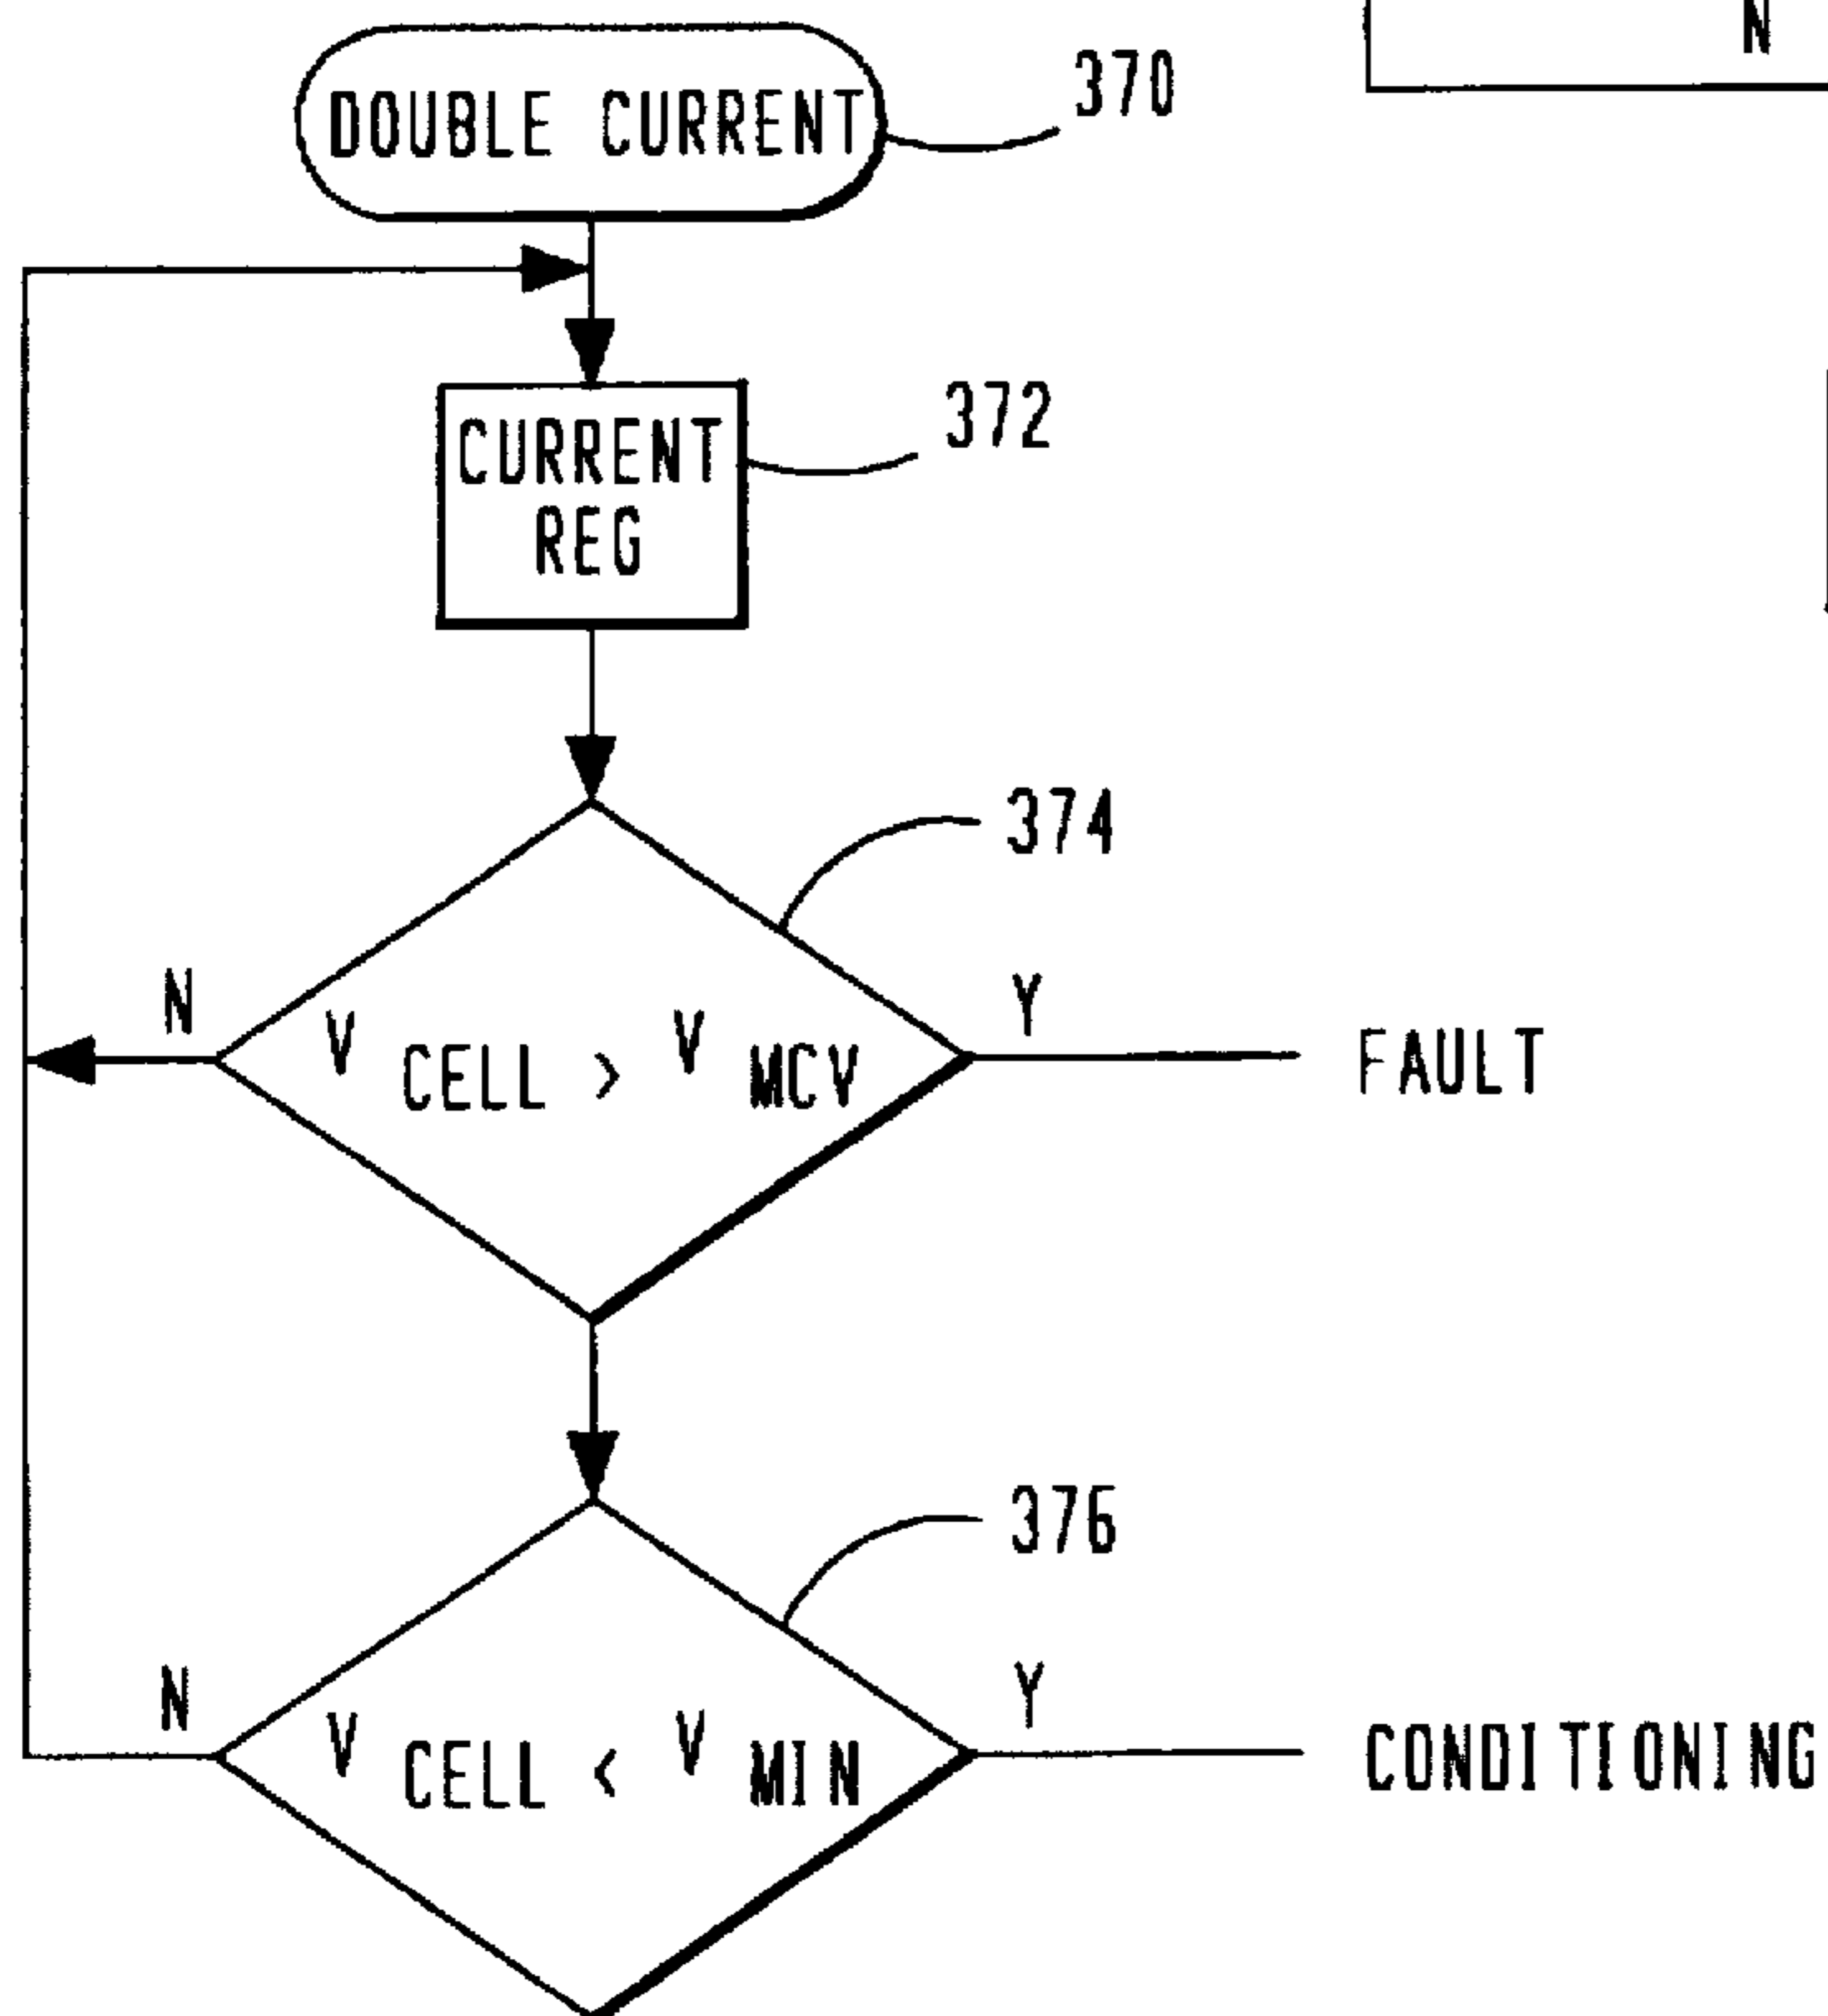 N
DOUBLE CURRENT
370
CURRENT
REG
372
374
N
V CELL > V MCV
Y
FAULT
376
N
V CELL < V MIN
Y
CONDITIONING